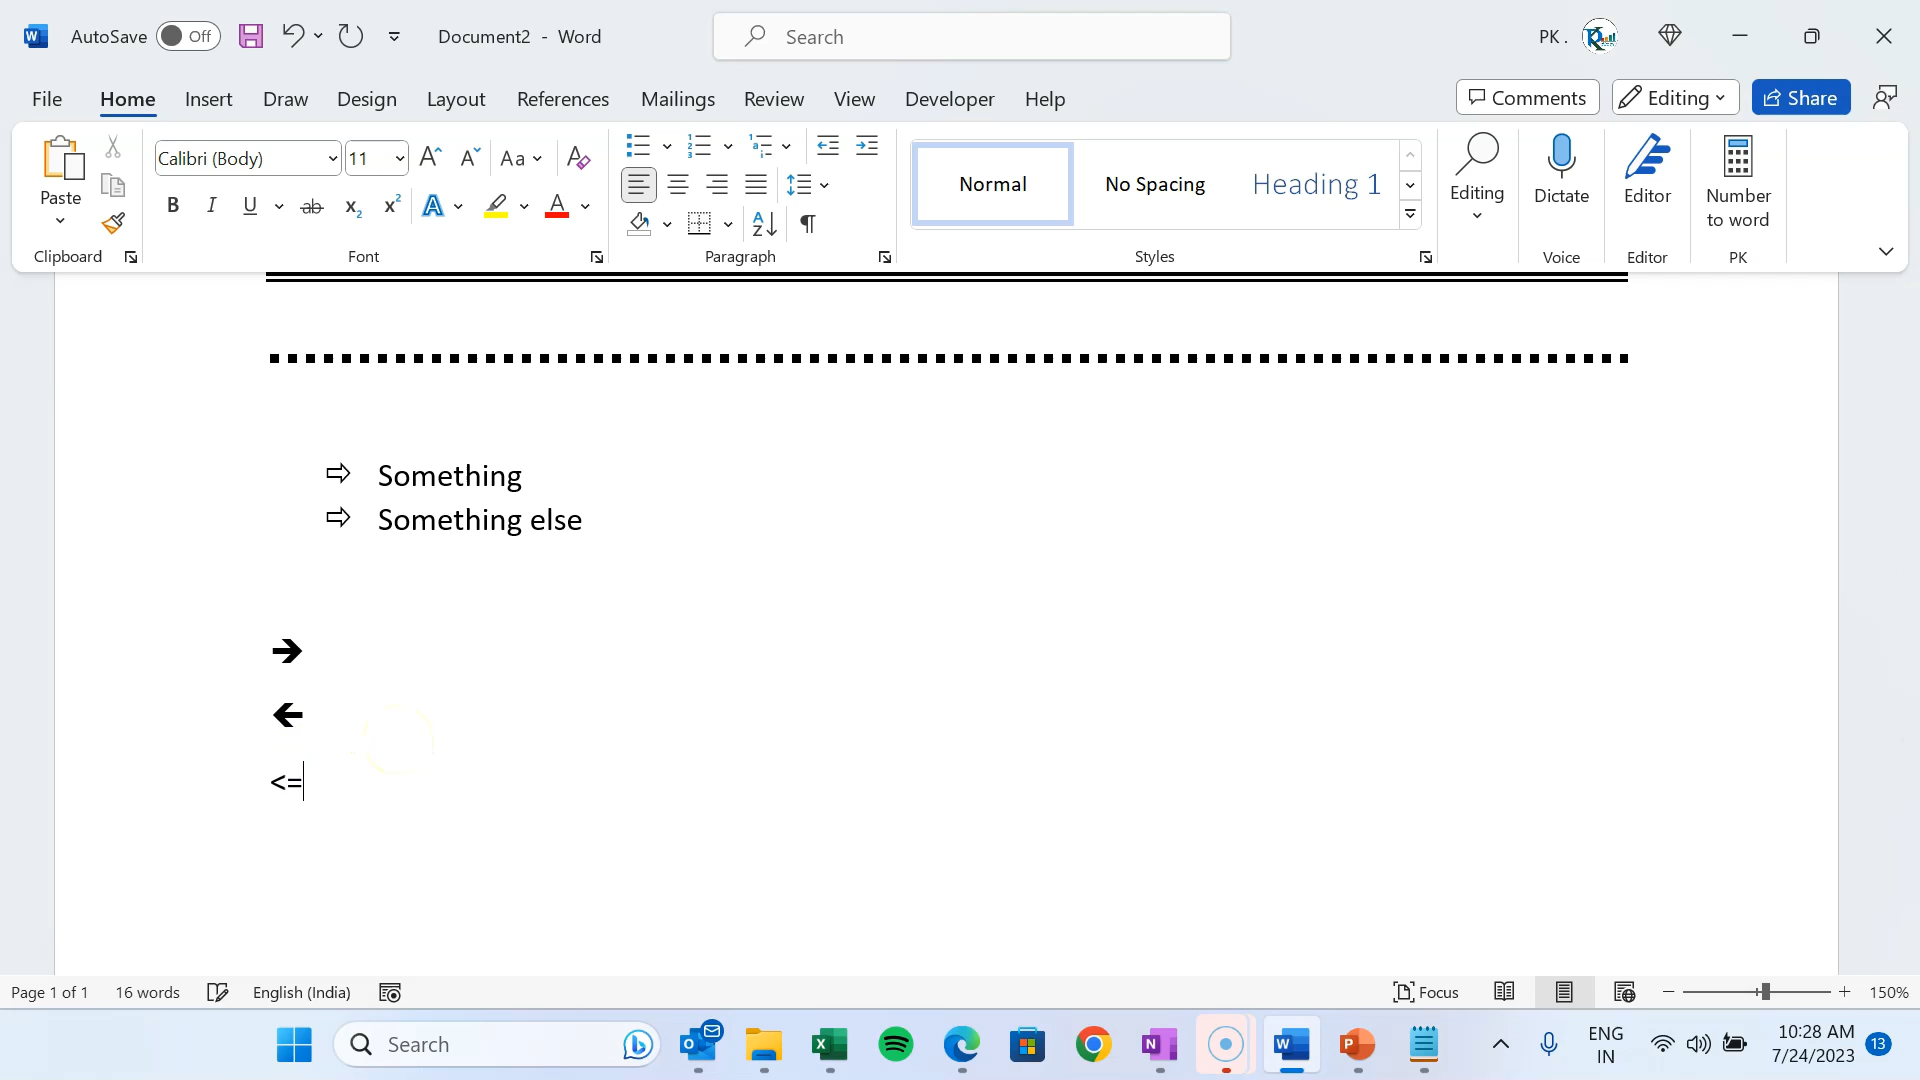 AutoSave Off Document2 - Word Search PK .
File Home Insert Draw Design Layout References Mailings Review View Developer Help Comments Editing Share
Paste
Clipboard
Calibri (Body) 11 Aa
B I U ab x₂ x² A A
Font
Paragraph
Normal No Spacing Heading 1
Styles
Editing
Dictate
Voice
Editor
Editor
Number
to word
PK
⇨ Something
⇨ Something else
➔
🡰
<=
Page 1 of 1 16 words English (India) Focus 150%
Search ENG
IN
10:28 AM
7/24/2023
13